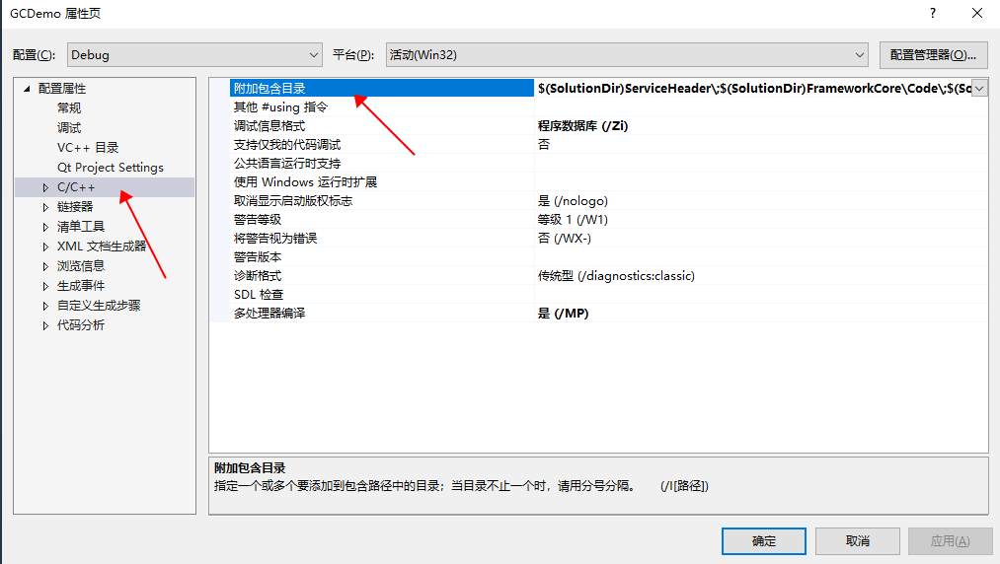 GCDemo 属性页
配置(C): Debug 平台(P): 活动(Win32) 配置管理器(O)...
配置属性
常规
调试
VC++ 目录
Qt Project Settings
C/C++
链接器
清单工具
XML 文档生成器
浏览信息
生成事件
自定义生成步骤
代码分析
附加包含目录 $(SolutionDir)ServiceHeader\;$(SolutionDir)FrameworkCore\Code\;$(So
其他 #using 指令
调试信息格式 程序数据库 (/Zi)
支持仅我的代码调试 否
公共语言运行时支持
使用 Windows 运行时扩展
取消显示启动版权标志 是 (/nologo)
警告等级 等级 1 (/W1)
将警告视为错误 否 (/WX-)
警告版本
诊断格式 传统型 (/diagnostics:classic)
SDL 检查
多处理器编译 是 (/MP)
附加包含目录
指定一个或多个要添加到包含路径中的目录；当目录不止一个时，请用分号分隔。 (/I[路径])
确定 取消 应用(A)